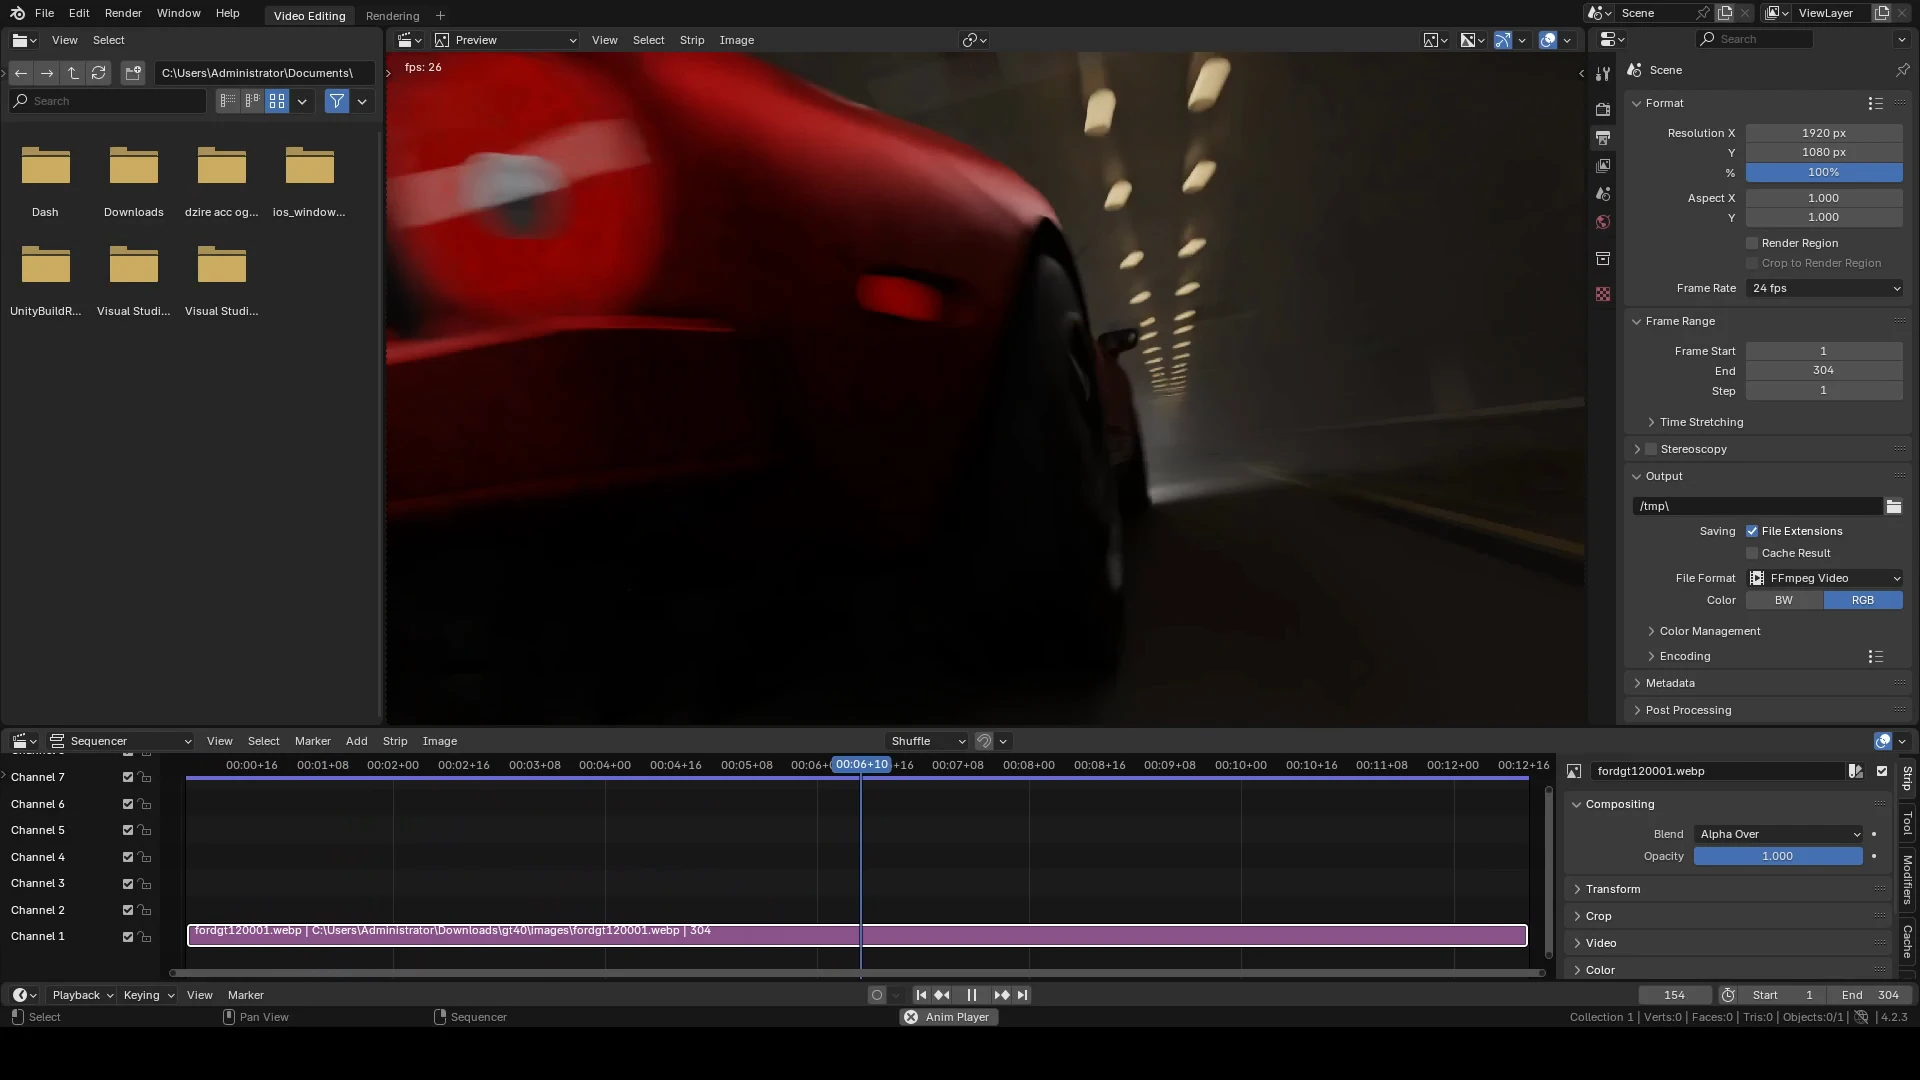 File Edit Render Window Help Video Editing Rendering + Scene ViewLayer
View Select
Preview View Select Strip Image
Search
C:\Users\Administrator\Documents\
Search
Dash Downloads dzire acc og... ios_window...
UnityBuildR... Visual Studi... Visual Studi...
fps: 26
Scene
Format
Resolution X 1920 px
Y 1080 px
% 100%
Aspect X 1.000
Y 1.000
Render Region
Crop to Render Region
Frame Rate 24 fps
Frame Range
Frame Start 1
End 304
Step 1
Time Stretching
Stereoscopy
Output
/tmp\
Saving File Extensions
Cache Result
File Format FFmpeg Video
Color BW RGB
Color Management
Encoding
Metadata
Post Processing
Sequencer View Select Marker Add Strip Image Shuffle
00:00+16 00:01+08 00:02+00 00:02+16 00:03+08 00:04+00 00:04+16 00:05+08 00:06+0 00:06+10 +16 00:07+08 00:08+00 00:08+16 00:09+08 00:10+00 00:10+16 00:11+08 00:12+00 00:12+16
Channel 7
Channel 6
Channel 5
Channel 4
Channel 3
Channel 2
Channel 1
fordgt120001.webp | C:\Users\Administrator\Downloads\gt40\images\fordgt120001.webp | 304
fordgt120001.webp
Compositing
Blend Alpha Over
Opacity 1.000
Transform
Crop
Video
Color
Strip
Tool
Modifiers
Cache
Playback Keying View Marker 154 Start 1 End 304
Select Pan View Sequencer Anim Player Collection 1 | Verts:0 | Faces:0 | Tris:0 | Objects:0/1 | 4.2.3